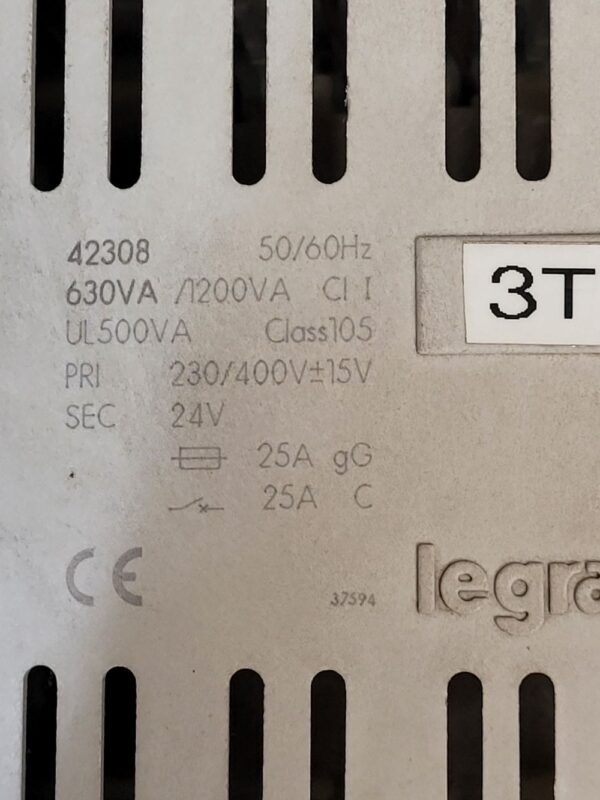 42308 50/60Hz
630VA /1200VA Cl I
UL500VA Class105
PRI 230/400V±15V
SEC 24V
25A gG
25A C
CE
37594
3T
legra